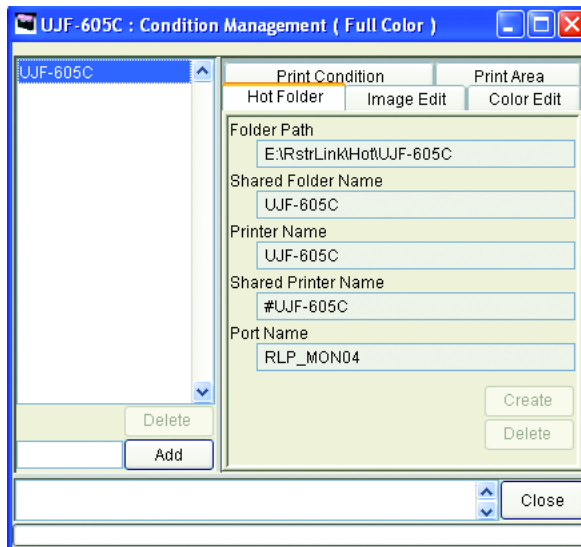 UJF-605C : Condition Management ( Full Color )
UJF-605C
Print Condition
Print Area
Hot Folder
Image Edit
Color Edit
Folder Path
E:\RstrLink\Hot\UJF-605C
Shared Folder Name
UJF-605C
Printer Name
UJF-605C
Shared Printer Name
#UJF-605C
Port Name
RLP_MON04
Create
Delete
Delete
Add
Close